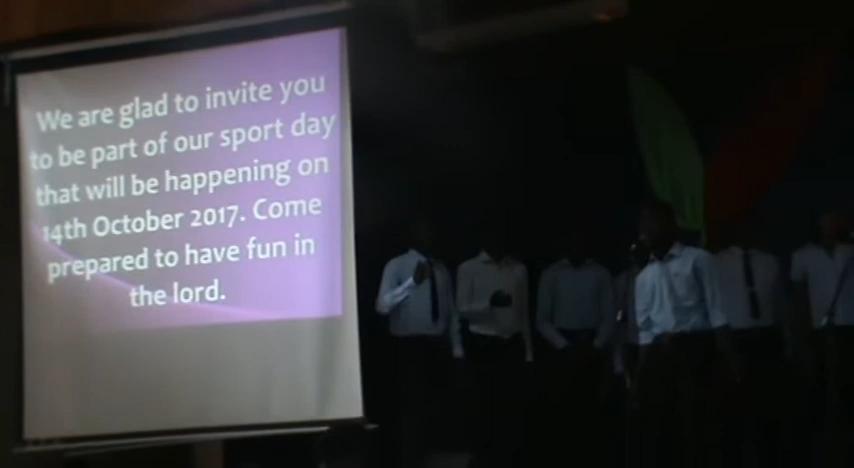 We are glad to invite you
to be part of our sport day
that will be happening on
14th October 2017. Come
prepared to have fun in
the lord.